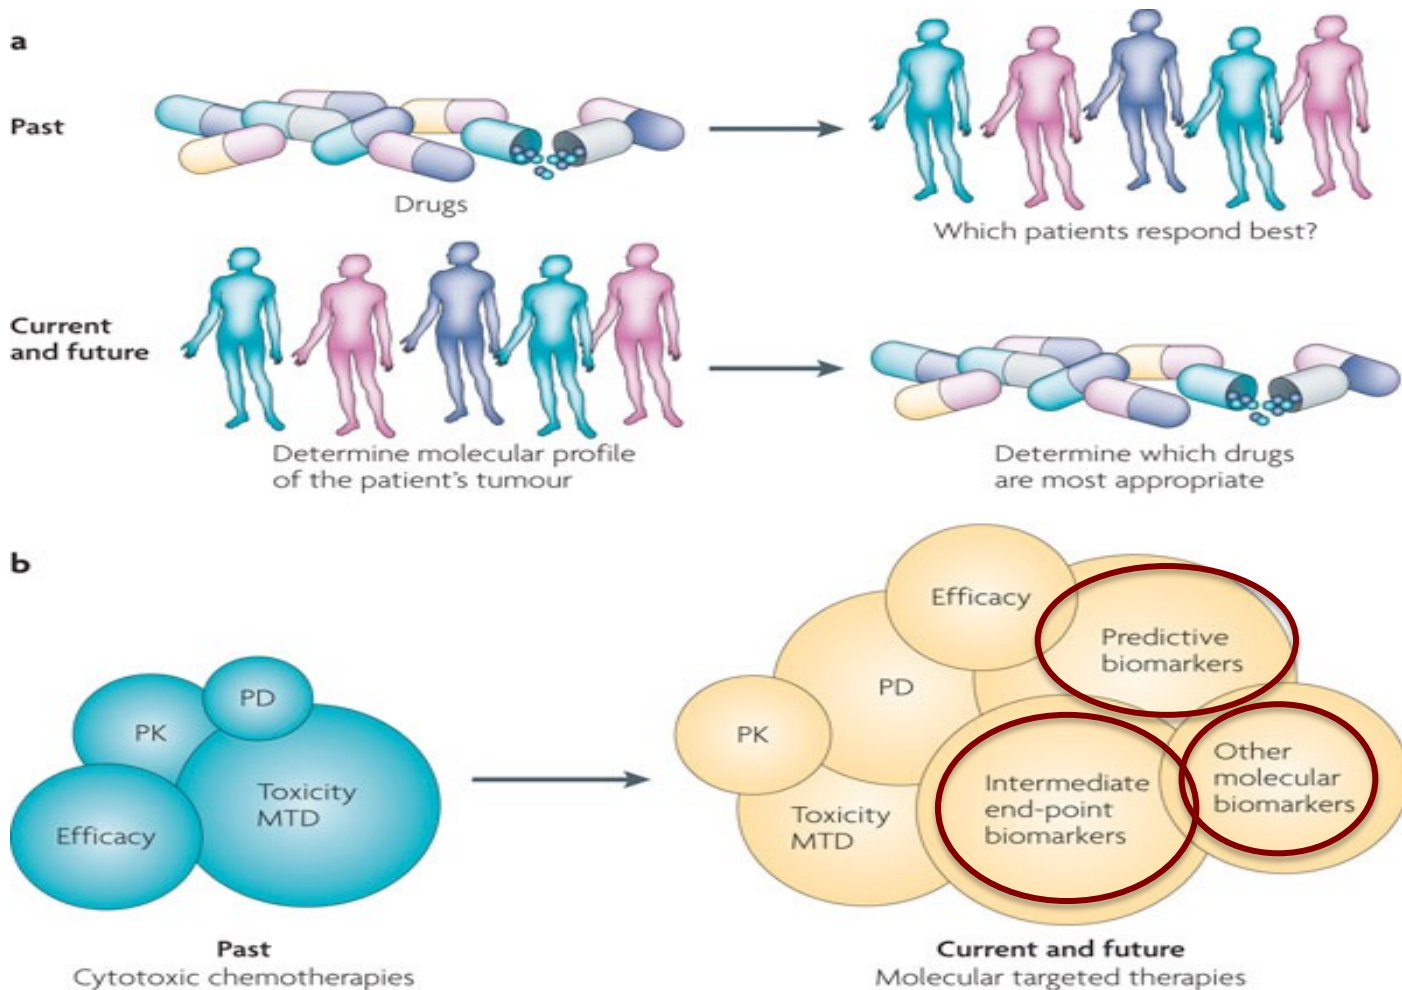 a
Past
Drugs
Which patients respond best?
Current
and future
Determine molecular profile
of the patient's tumour
Determine which drugs
are most appropriate
b
PK
PD
Efficacy
Toxicity
MTD
Past
Cytotoxic chemotherapies
Efficacy
Predictive
biomarkers
PD
PK
Toxicity
MTD
Intermediate
end-point
biomarkers
Other
molecular
biomarkers
Current and future
Molecular targeted therapies